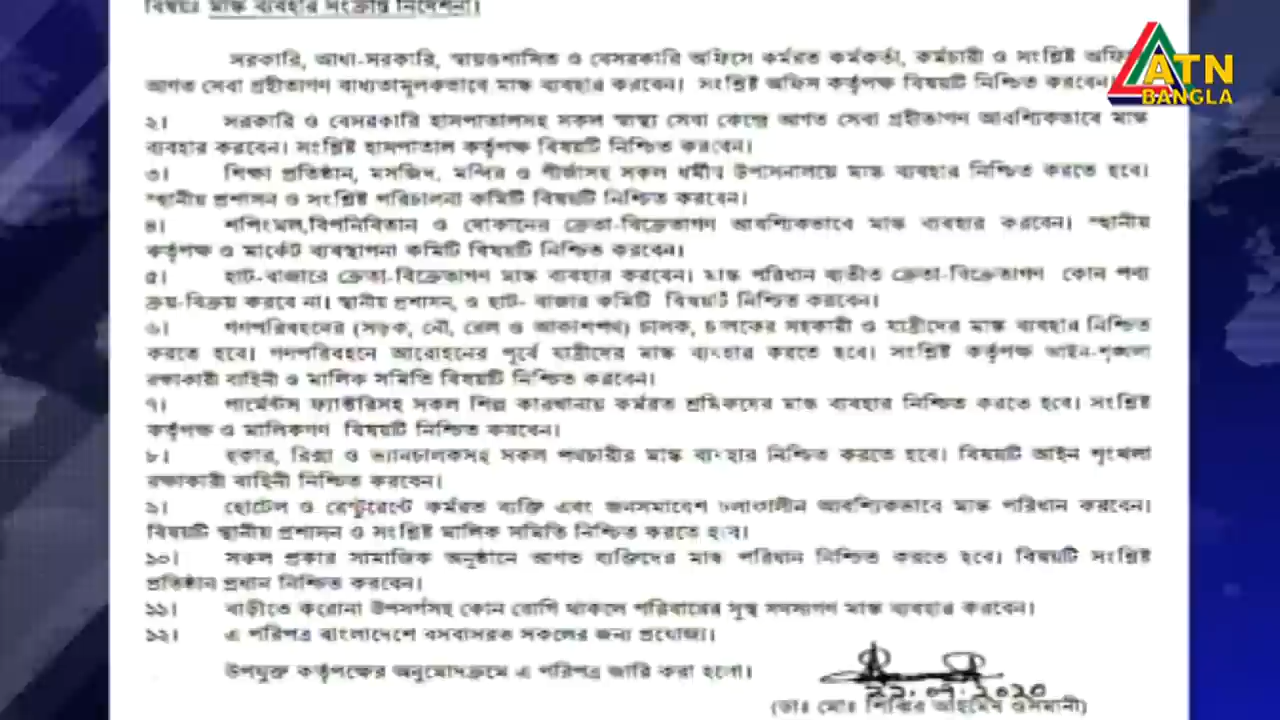 বিষয়ঃ মাস্ক ব্যবহার সংক্রান্ত নির্দেশনা।
সরকারি, আধা-সরকারি, স্বায়ত্তশাসিত ও বেসরকারি অফিসে কর্মরত কর্মকর্তা, কর্মচারী ও সংশ্লিষ্ট
আগত সেবা গ্রহীতাগণ বাধ্যতামূলকভাবে মাস্ক ব্যবহার করবেন। সংশ্লিষ্ট অফিস কর্তৃপক্ষ বিষয়টি নিশ্চিত করবেন
২। সরকারি ও বেসরকারি হাসপাতালসহ সকল স্বাস্থ্য সেবা কেন্দ্রে আগত সেবা গ্রহীতাগণ আবশ্যিকভাবে মাস্ক
ব্যবহার করবেন। সংশ্লিষ্ট হাসপাতাল কর্তৃপক্ষ বিষয়টি নিশ্চিত করবেন।
৩। শিক্ষা প্রতিষ্ঠান, মসজিদ, মন্দির ও গীর্জাসহ সকল ধর্মীয় উপাসনালয়ে মাস্ক ব্যবহার নিশ্চিত করতে হবে।
স্থানীয় প্রশাসন ও সংশ্লিষ্ট পরিচালনা কমিটি বিষয়টি নিশ্চিত করবেন।
৪। শপিংমল,বিপনিবিতান ও দোকানের ক্রেতা-বিক্রেতাগণ আবশ্যিকভাবে মাস্ক ব্যবহার করবেন। স্থানীয়
কর্তৃপক্ষ ও মার্কেট ব্যবস্থাপনা কমিটি বিষয়টি নিশ্চিত করবেন।
৫। হাট-বাজারে ক্রেতা-বিক্রেতাগণ মাস্ক ব্যবহার করবেন। মাস্ক পরিধান ব্যতীত ক্রেতা-বিক্রেতাগণ কোন পণ্য
ক্রয়-বিক্রয় করবে না। স্থানীয় প্রশাসন, ও হাট- বাজার কমিটি বিষয়টি নিশ্চিত করবেন।
৬। গণপরিবহনের (সড়ক, নৌ, রেল ও আকাশপথ) চালক, চালকের সহকারী ও যাত্রীদের মাস্ক ব্যবহার নিশ্চিত
করতে হবে। গণপরিবহনে আরোহনের পূর্বে যাত্রীদের মাস্ক ব্যবহার করতে হবে। সংশ্লিষ্ট কর্তৃপক্ষ আইন-শৃঙ্খলা
রক্ষাকারী বাহিনী ও মালিক সমিতি বিষয়টি নিশ্চিত করবেন।
৭। গার্মেন্টস ফ্যাক্টরিসহ সকল শিল্প কারখানায় কর্মরত শ্রমিকদের মাস্ক ব্যবহার নিশ্চিত করতে হবে। সংশ্লিষ্ট
কর্তৃপক্ষ ও মালিকগণ বিষয়টি নিশ্চিত করবেন।
৮। হকার, রিক্সা ও ভ্যানচালকসহ সকল পথচারীর মাস্ক ব্যবহার নিশ্চিত করতে হবে। বিষয়টি আইন শৃংখলা
রক্ষাকারী বাহিনী নিশ্চিত করবেন।
৯। হোটেল ও রেস্টুরেন্টে কর্মরত ব্যক্তি এবং জনসমাবেশ চলাকালীন আবশ্যিকভাবে মাস্ক পরিধান করবেন।
বিষয়টি স্থানীয় প্রশাসন ও সংশ্লিষ্ট মালিক সমিতি নিশ্চিত করতে হবে।
১০। সকল প্রকার সামাজিক অনুষ্ঠানে আগত ব্যক্তিদের মাস্ক পরিধান নিশ্চিত করতে হবে। বিষয়টি সংশ্লিষ্ট
প্রতিষ্ঠান প্রধান নিশ্চিত করবেন।
১১। বাড়ীতে করোনা উপসর্গসহ কোন রোগি থাকলে পরিবারের সুস্থ সদস্যগণ মাস্ক ব্যবহার করবেন।
১২। এ পরিপত্র বাংলাদেশে বসবাসরত সকলের জন্য প্রযোজ্য।
উপযুক্ত কর্তৃপক্ষের অনুমোদক্রমে এ পরিপত্র জারি করা হলো।
২১.০৭.২০২০
(ডাঃ মোঃ শিব্বির আহমেদ ওসমানী)
ATN
BANGLA